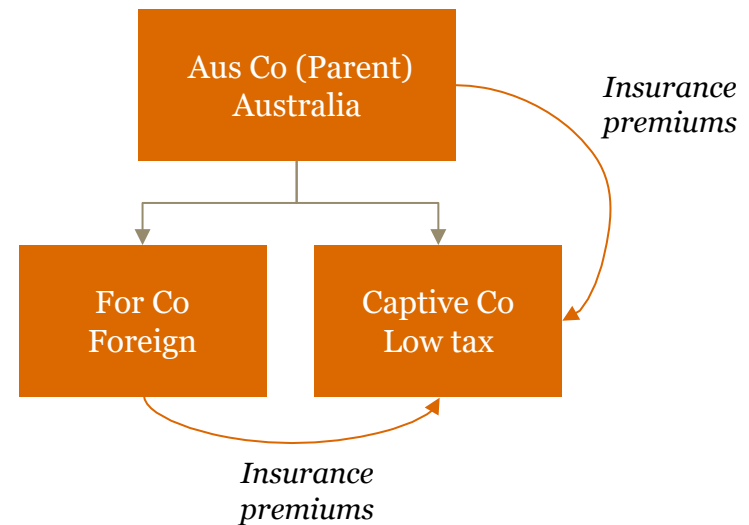 Aus Co (Parent)
Australia
Insurance
premiums
For Co
Foreign
Captive Co
Low tax
Insurance
premiums